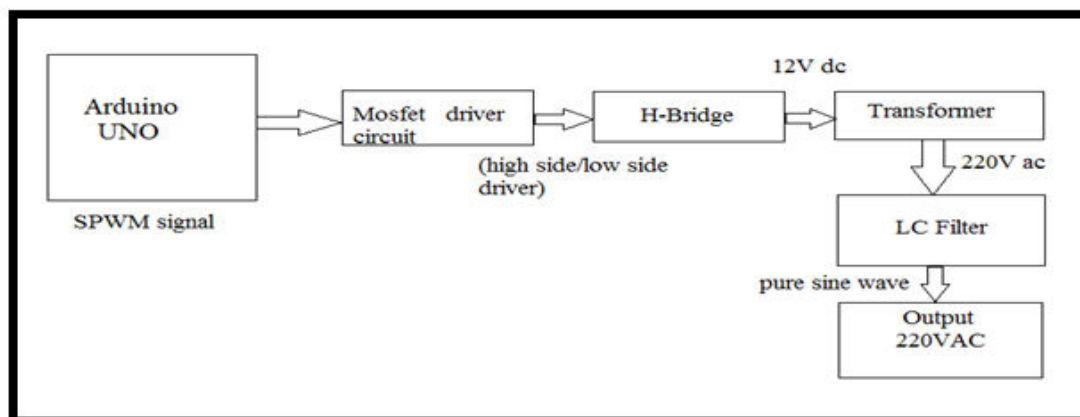 Arduino
UNO
SPWM signal
Mosfet driver
circuit
(high side/low side
driver)
H-Bridge
12V dc
Transformer
220V ac
LC Filter
pure sine wave
Output
220VAC